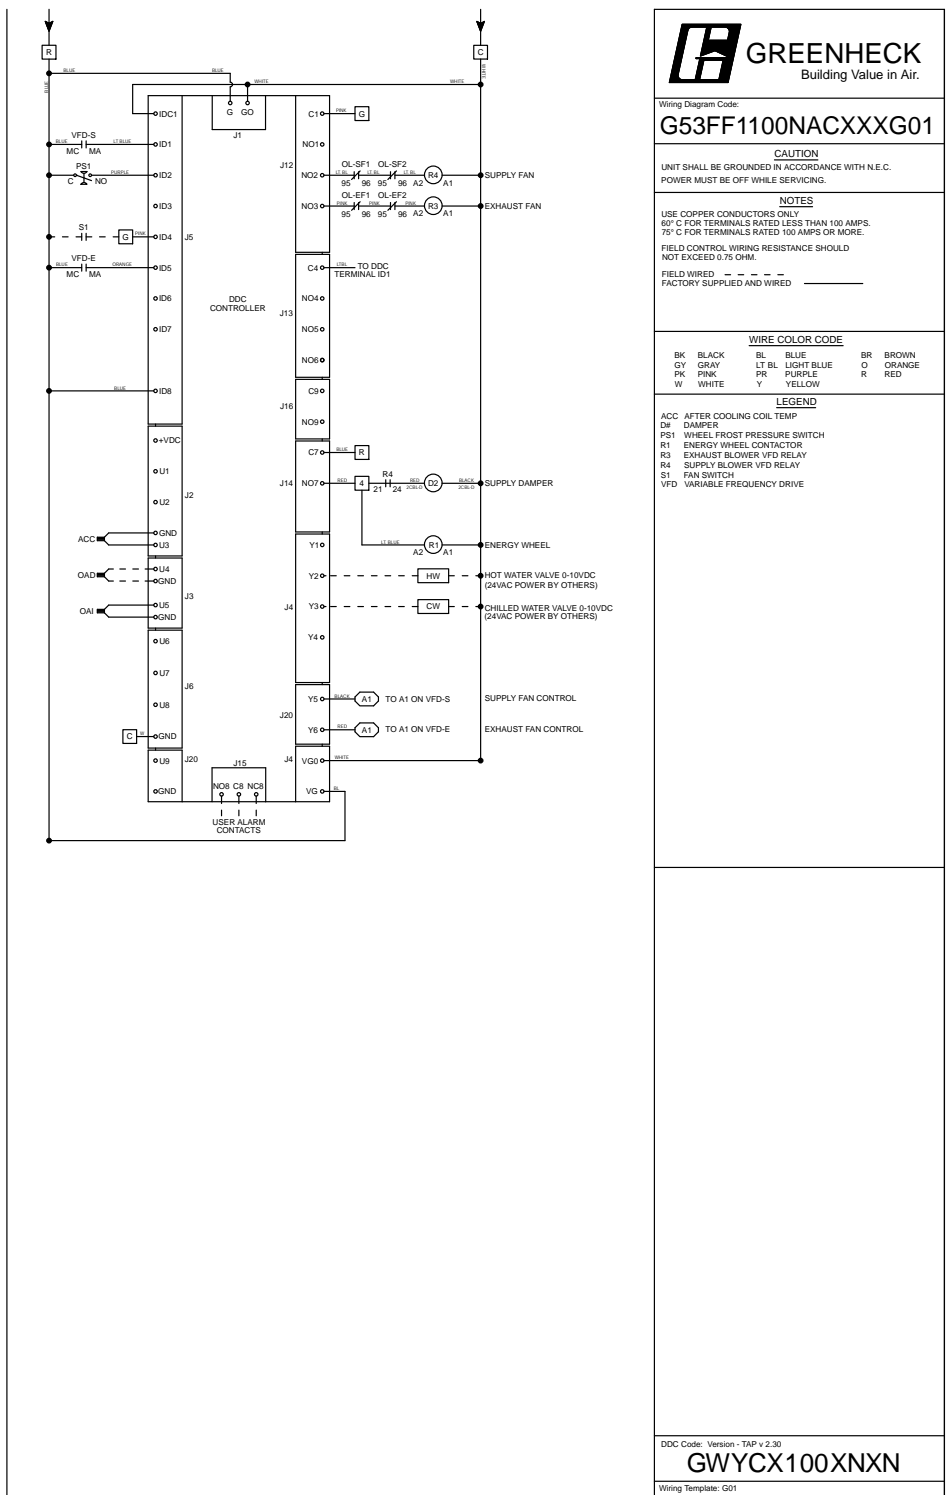 R
C
BLUE
BLUE
BLUE
WHITE
WHITE
WHITE
G GO
J1
IDC1
C1 PINK G
VFD-S
BLUE LT BLUE
MC MA
ID1
NO1
PS1
PURPLE
C NO
ID2
J12
OL-SF1 OL-SF2
NO2 LT BL LT BL LT BL R4
95 96 95 96 A2 A1
SUPPLY FAN
ID3
OL-EF1 OL-EF2
NO3 PINK PINK PINK R3
95 96 95 96 A2 A1
EXHAUST FAN
S1
G PINK ID4
J5
VFD-E
BLUE ORANGE
MC MA
ID5
C4 LTBL TO DDC
TERMINAL ID1
ID6
DDC
CONTROLLER
NO4
J13
ID7
NO5
NO6
BLUE ID8
C9
J16
NO9
+VDC
C7 BLUE R
U1
J14 NO7 RED 4
R4
21 24
RED
2CBL-D
D2
BLACK
2CBL-D
SUPPLY DAMPER
J2
U2
ACC
GND
U3
Y1
LT BLUE R1
A2 A1
ENERGY WHEEL
OAD
U4
GND
Y2 HW HOT WATER VALVE 0-10VDC
(24VAC POWER BY OTHERS)
J3
OAI
U5
GND
J4
Y3 CW CHILLED WATER VALVE 0-10VDC
(24VAC POWER BY OTHERS)
U6
Y4
U7
J6
U8
Y5 BLACK A1 TO A1 ON VFD-S SUPPLY FAN CONTROL
J20
C W GND
Y6 RED A1 TO A1 ON VFD-E EXHAUST FAN CONTROL
U9 J20
J15
J4 VG0 WHITE
NO8 C8 NC8
GND
VG BL
USER ALARM
CONTACTS
GREENHECK
Building Value in Air.
Wiring Diagram Code:
G53FF1100NACXXXG01
CAUTION
UNIT SHALL BE GROUNDED IN ACCORDANCE WITH N.E.C.
POWER MUST BE OFF WHILE SERVICING.
NOTES
USE COPPER CONDUCTORS ONLY
60° C FOR TERMINALS RATED LESS THAN 100 AMPS.
75° C FOR TERMINALS RATED 100 AMPS OR MORE.
FIELD CONTROL WIRING RESISTANCE SHOULD
NOT EXCEED 0.75 OHM.
FIELD WIRED
FACTORY SUPPLIED AND WIRED
WIRE COLOR CODE
BK BLACK BL BLUE BR BROWN
GY GRAY LT BL LIGHT BLUE O ORANGE
PK PINK PR PURPLE R RED
W WHITE Y YELLOW
LEGEND
ACC AFTER COOLING COIL TEMP
D# DAMPER
PS1 WHEEL FROST PRESSURE SWITCH
R1 ENERGY WHEEL CONTACTOR
R3 EXHAUST BLOWER VFD RELAY
R4 SUPPLY BLOWER VFD RELAY
S1 FAN SWITCH
VFD VARIABLE FREQUENCY DRIVE
DDC Code: Version - TAP v 2.30
GWYCX100XNXN
Wiring Template: G01